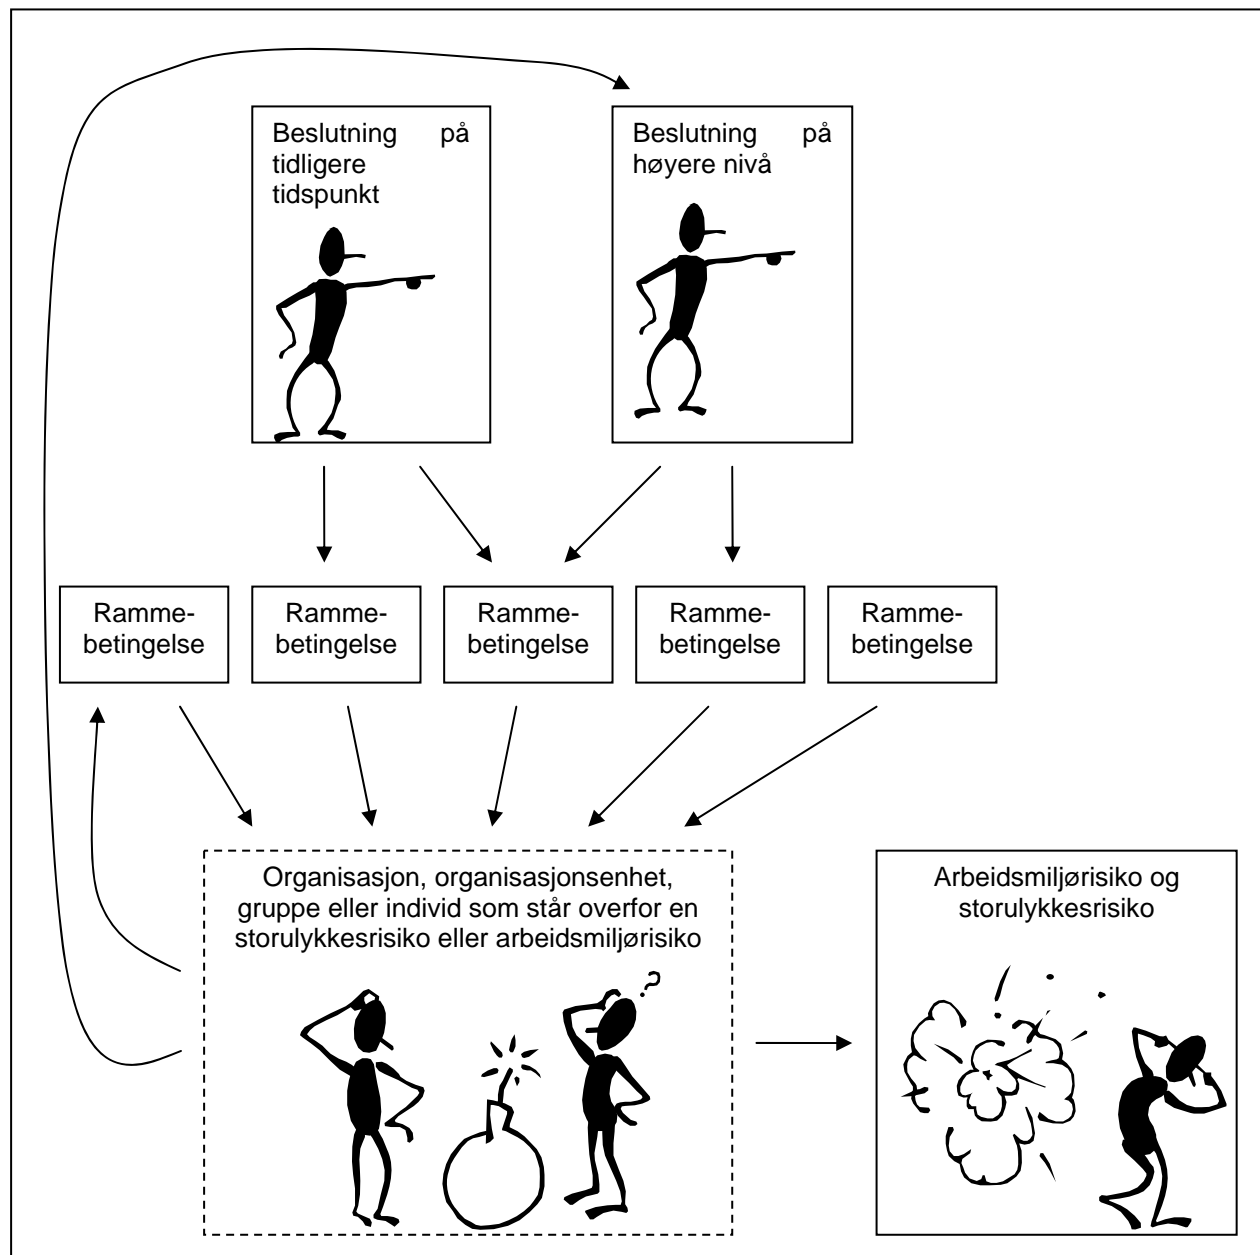 Beslutning på
tidligere
tidspunkt
Beslutning på
høyere nivå
Ramme-
betingelse
Ramme-
betingelse
Ramme-
betingelse
Ramme-
betingelse
Ramme-
betingelse
Organisasjon, organisasjonsenhet,
gruppe eller individ som står overfor en
storulykkesrisiko eller arbeidsmiljørisiko
?
Arbeidsmiljørisiko og
storulykkesrisiko